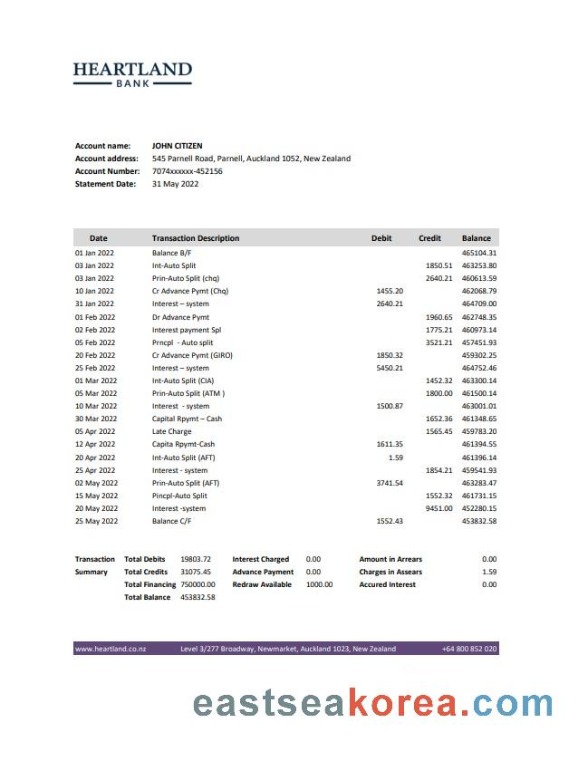 HEARTLAND
BANK
Account name: JOHN CITIZEN
Account address: 545 Parnell Road, Parnell, Auckland 1052, New Zealand
Account Number: 7074xxxxxx-452156
Statement Date: 31 May 2022
Date Transaction Description Debit Credit Balance
01 Jan 2022 Balance B/F 465104.31
03 Jan 2022 Int-Auto Split 1850.51 463253.80
03 Jan 2022 Prin-Auto Split (chq) 2640.21 460613.59
10 Jan 2022 Cr Advance Pymt (Chq) 1455.20 462068.79
31 Jan 2022 Interest – system 2640.21 464709.00
01 Feb 2022 Dr Advance Pymt 1960.65 462748.35
02 Feb 2022 Interest payment Spl 1775.21 460973.14
05 Feb 2022 Prncpl - Auto split 3521.21 457451.93
20 Feb 2022 Cr Advance Pymt (GIRO) 1850.32 459302.25
25 Feb 2022 Interest – system 5450.21 464752.46
01 Mar 2022 Int-Auto Split (CIA) 1452.32 463300.14
05 Mar 2022 Prin-Auto Split (ATM ) 1800.00 461500.14
10 Mar 2022 Interest - system 1500.87 463001.01
30 Mar 2022 Capital Rpymt – Cash 1652.36 461348.65
05 Apr 2022 Late Charge 1565.45 459783.20
12 Apr 2022 Capita Rpymt-Cash 1611.35 461394.55
20 Apr 2022 Int-Auto Split (AFT) 1.59 461396.14
25 Apr 2022 Interest - system 1854.21 459541.93
02 May 2022 Prin-Auto Split (AFT) 3741.54 463283.47
15 May 2022 Pincpl-Auto Split 1552.32 461731.15
20 May 2022 Interest -system 9451.00 452280.15
25 May 2022 Balance C/F 1552.43 453832.58
Transaction Total Debits 19803.72 Interest Charged 0.00 Amount in Arrears 0.00
Summary Total Credits 31075.45 Advance Payment 0.00 Charges in Assears 1.59
Total Financing 750000.00 Redraw Available 1000.00 Accured Interest 0.00
Total Balance 453832.58
www.heartland.co.nz Level 3/277 Broadway, Newmarket, Auckland 1023, New Zealand +64 800 852 020
eastseakorea.com